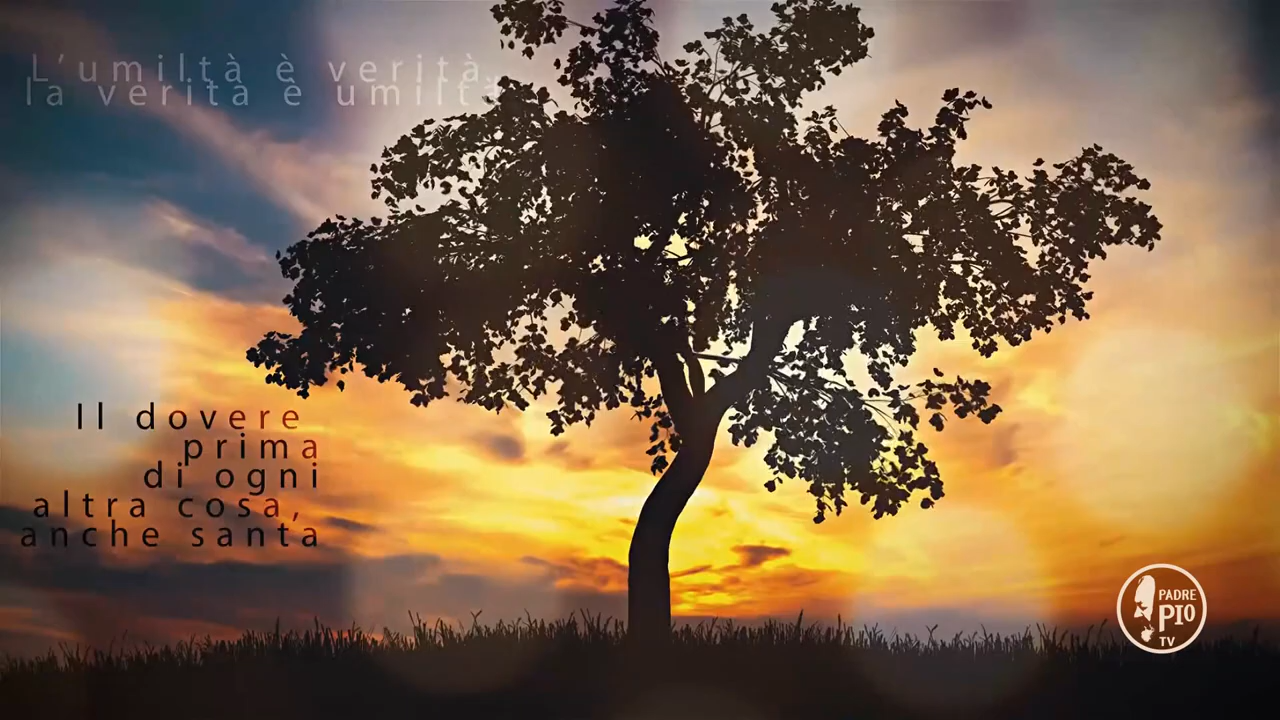 L'umiltà è verità,
la verità è umiltà
Il dovere
prima
di ogni
altra cosa,
anche santa
PADRE
PIO
TV